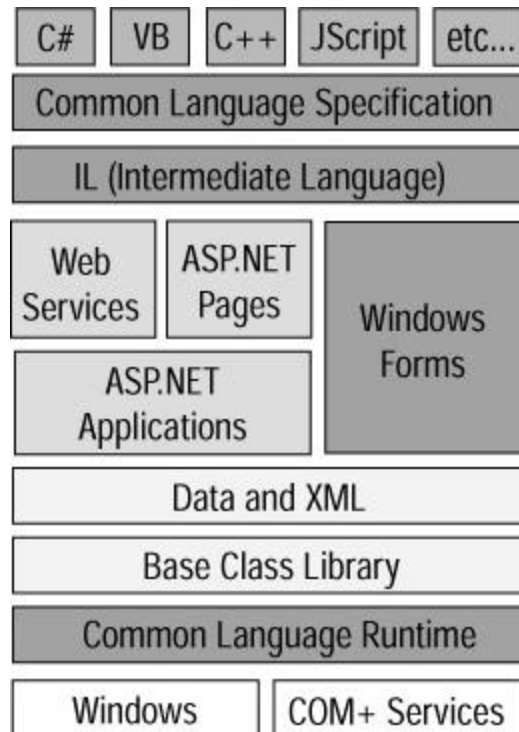 C# VB C++ JScript etc...
Common Language Specification
IL (Intermediate Language)
Web
Services
ASP.NET
Pages
Windows
Forms
ASP.NET
Applications
Data and XML
Base Class Library
Common Language Runtime
Windows COM+ Services